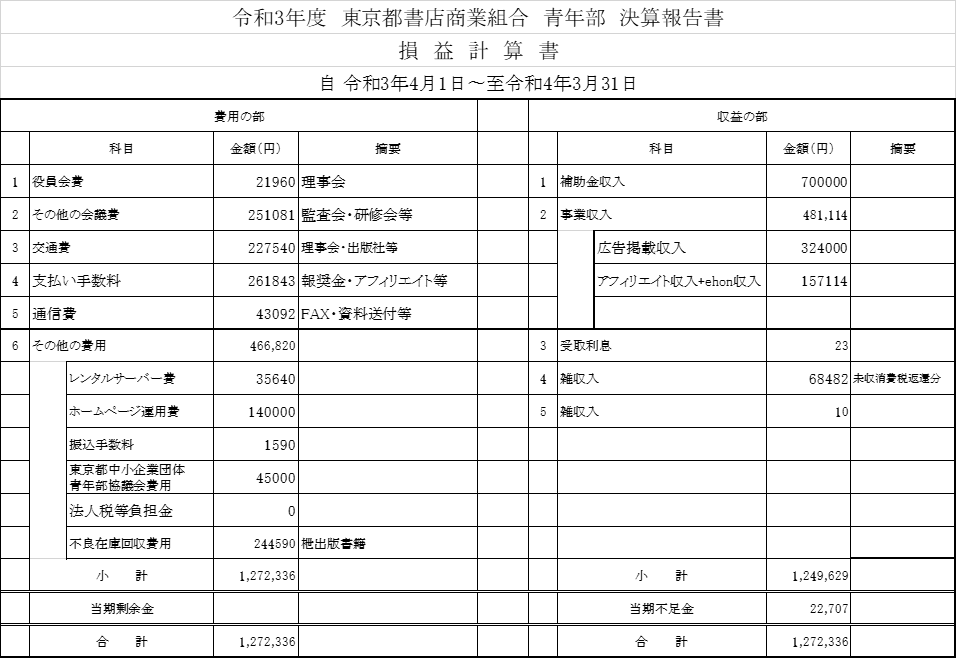 令和3年度 東京都書店商業組合 青年部 決算報告書
損 益 計 算 書
自 令和3年4月1日～至令和4年3月31日
費用の部 収益の部
科目 金額(円) 摘要 科目 金額(円) 摘要
1 役員会費 21960 理事会 1 補助金収入 700000
2 その他の会議費 251081 監査会・研修会等 2 事業収入 481,114
3 交通費 227540 理事会・出版社等 広告掲載収入 324000
4 支払い手数料 261843 報奨金・アフィリエイト等 アフィリエイト収入+ehon収入 157114
5 通信費 43092 FAX・資料送付等
6 その他の費用 466,820 3 受取利息 23
レンタルサーバー費 35640 4 雑収入 68482 未収消費税返還分
ホームページ運用費 140000 5 雑収入 10
振込手数料 1590
東京都中小企業団体
青年部協議会費用 45000
法人税等負担金 0
不良在庫回収費用 244590 枻出版書籍
小 計 1,272,336 小 計 1,249,629
当期剰余金 当期不足金 22,707
合 計 1,272,336 合 計 1,272,336